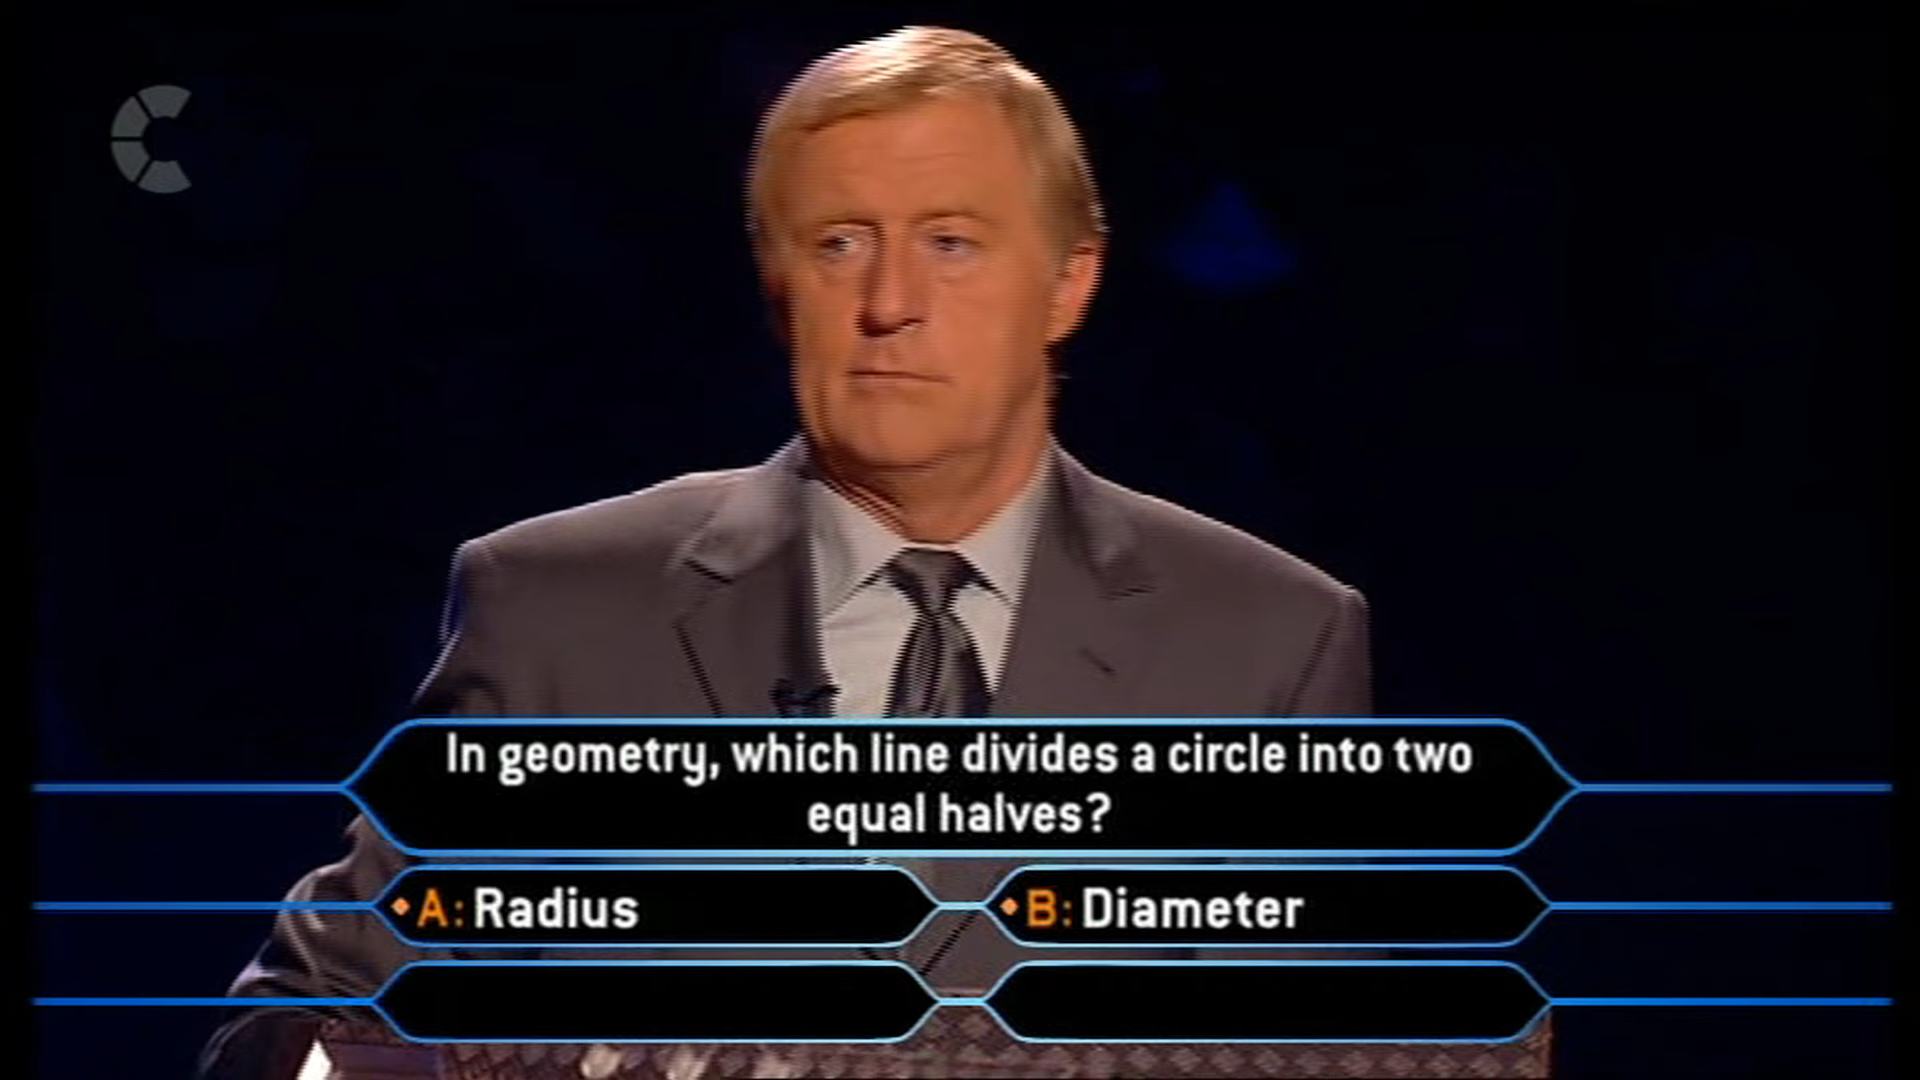 In geometry, which line divides a circle into two
equal halves?
A: Radius
B: Diameter